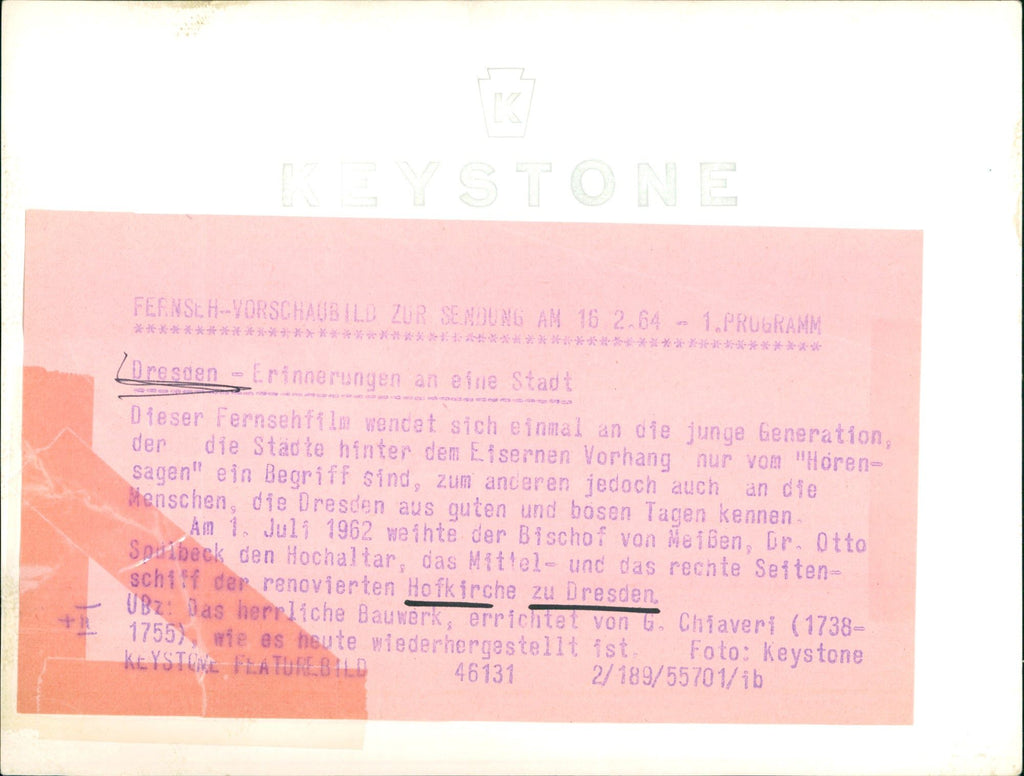 K
KEYSTONE
FERNSEH-VORSCHAUBILD ZUR SENDUNG AM 16.2.64 - 1.PROGRAMM
**********************************************************
Dresden - Erinnerungen an eine Stadt
Dieser Fernsehfilm wendet sich einmal an die junge Generation,
der die Städte hinter dem Eisernen Vorhang nur vom "Hören-
sagen" ein Begriff sind, zum anderen jedoch auch an die
Menschen, die Dresden aus guten und bösen Tagen kennen.
Am 1. Juli 1962 weihte der Bischof von Meißen, Dr. Otto
Spülbeck den Hochaltar, das Mittel- und das rechte Seiten-
schiff der renovierten Hofkirche zu Dresden.
UBz: Das herrliche Bauwerk, errichtet von G. Chiaveri (1738-
1755), wie es heute wiederhergestellt ist. Foto: Keystone
KEYSTONE FEATUREBILD 46131 2/189/55701/ib